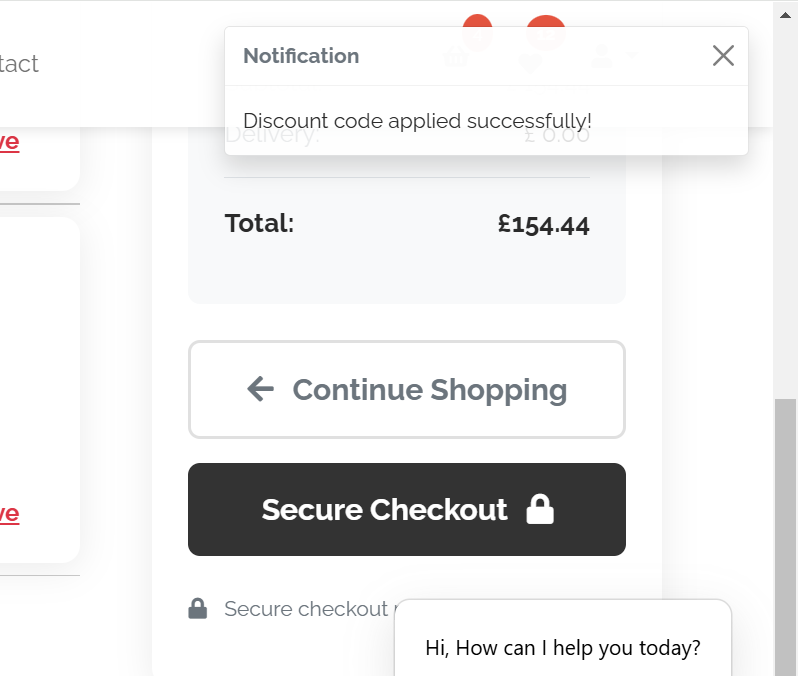 tact
Notification
Discount code applied successfully!
Delivery: £ 0.00
ve
Total: £154.44
Continue Shopping
Secure Checkout
ve
Secure checkout
Hi, How can I help you today?